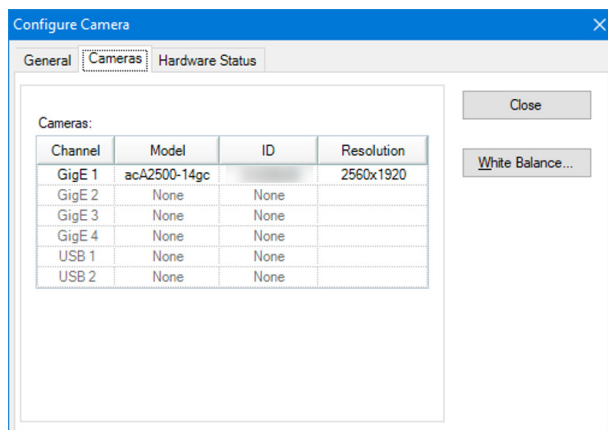 Configure Camera
General Cameras Hardware Status
Close
Cameras:
White Balance...
Channel Model ID Resolution
GigE 1 acA2500-14gc 2560x1920
GigE 2 None None
GigE 3 None None
GigE 4 None None
USB 1 None None
USB 2 None None